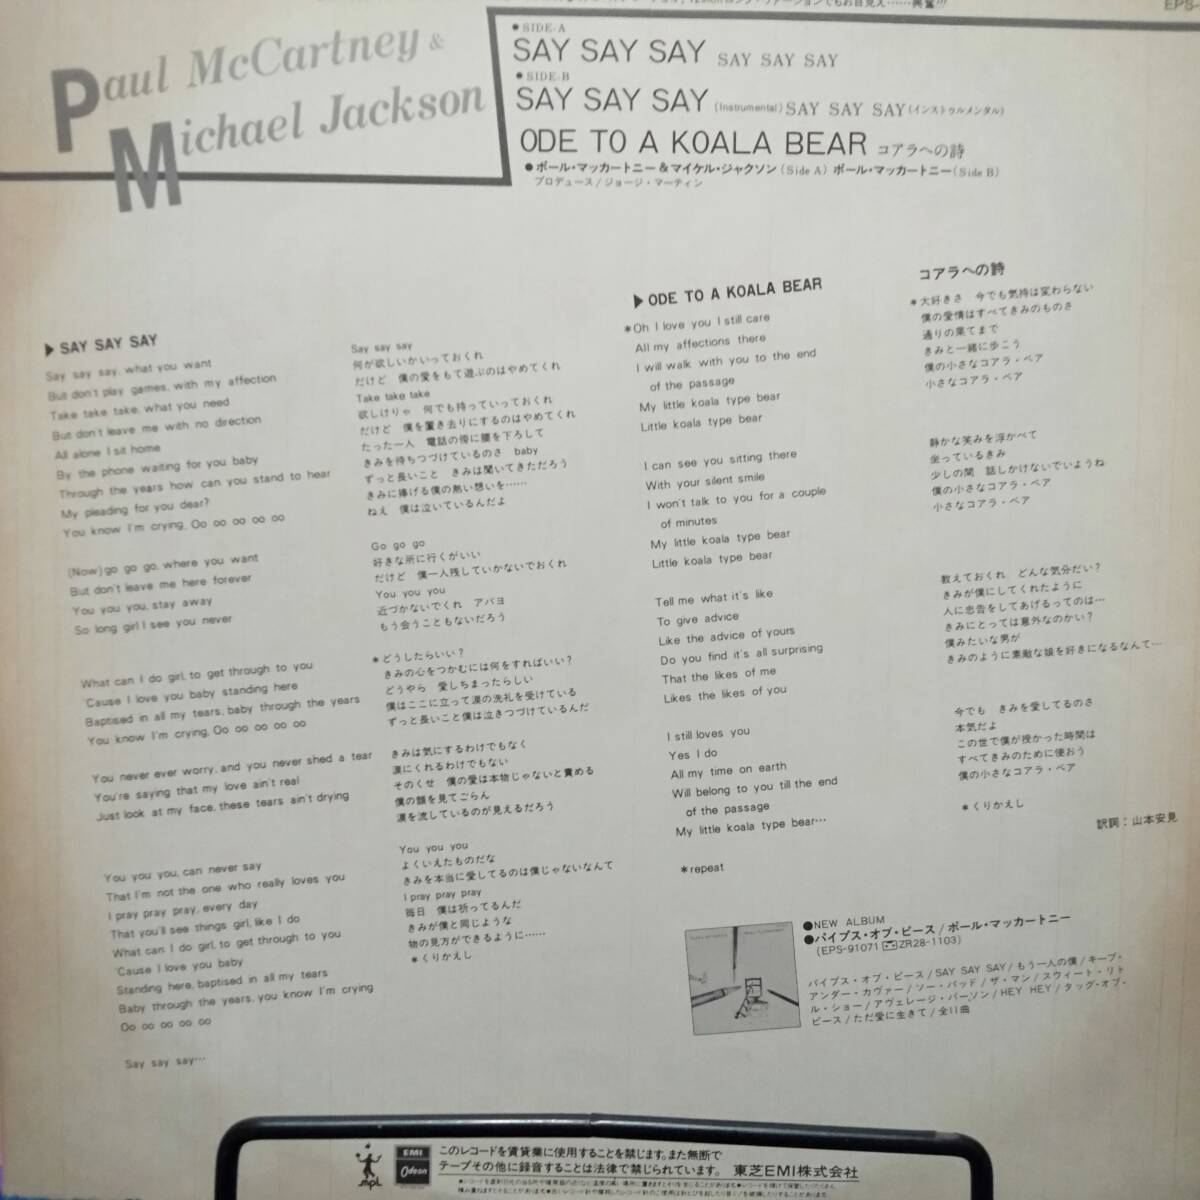 Paul McCartney &
Michael Jackson
●SIDE-A
SAY SAY SAY SAY SAY SAY
●SIDE-B
SAY SAY SAY (Instrumental) SAY SAY SAY (インストゥルメンタル)
ODE TO A KOALA BEAR コアラへの詩
●ポール・マッカートニー&マイケル・ジャクソン(Side A) ポール・マッカートニー(Side B)
プロデュース/ジョージ・マーティン
▶SAY SAY SAY
Say say say, what you want
But don't play games, with my affection
Take take take, what you need
But don't leave me with no direction
All alone I sit home
By the phone waiting for you baby
Through the years how can you stand to hear
My pleading for you dear?
You know I'm crying, Oo oo oo oo oo
(Now) go go go, where you want
But don't leave me here forever
You you you, stay away
So long girl I see you never
What can I do girl, to get through to you
'Cause I love you baby standing here
Baptised in all my tears, baby through the years
You know I'm crying, Oo oo oo oo oo
You never ever worry, and you never shed a tear
You're saying that my love ain't real
Just look at my face, these tears ain't drying
You you you, can never say
That I'm not the one who really loves you
I pray pray pray, every day
That you'll see things girl, like I do
What can I do girl, to get through to you
'Cause I love you baby
Standing here, baptised in all my tears
Baby through the years, you know I'm crying
Oo oo oo oo oo
Say say say…
Say say say
何が欲しいかいっておくれ
だけど 僕の愛をもて遊ぶのはやめてくれ
Take take take
欲しけりゃ 何でも持っていっておくれ
だけど 僕を置き去りにするのはやめてくれ
たった一人 電話の傍に腰を下ろして
きみを待ちつづけているのさ baby
ずっと長いこと きみは聞いてきただろう
きみに捧げる僕の熱い想いを……
ねえ 僕は泣いているんだよ
Go go go
好きな所に行くがいい
だけど 僕一人残していかないでおくれ
You you you
近づかないでくれ アバヨ
もう会うこともないだろう
*どうしたらいい?
きみの心をつかむには何をすればいい?
どうやら 愛しちまったらしい
僕はここに立って涙の洗礼を受けている
ずっと長いこと僕は泣きつづけているんだ
きみは気にするわけでもなく
涙にくれるわけでもない
そのくせ 僕の愛は本物じゃないと責める
僕の顔を見てごらん
涙を流しているのが見えるだろう
You you you
よくいえたものだな
きみを本当に愛してるのは僕じゃないなんて
I pray pray pray
毎日 僕は祈ってるんだ
きみが僕と同じような
物の見方ができるように……
*くりかえし
▶ODE TO A KOALA BEAR
*Oh I love you I still care
All my affections there
I will walk with you to the end
of the passage
My little koala type bear
Little koala type bear
I can see you sitting there
With your silent smile
I won't talk to you for a couple
of minutes
My little koala type bear
Little koala type bear
Tell me what it's like
To give advice
Like the advice of yours
Do you find it's all surprising
That the likes of me
Likes the likes of you
I still loves you
Yes I do
All my time on earth
Will belong to you till the end
of the passage
My little koala type bear…
*repeat
コアラへの詩
*大好きさ 今でも気持は変わらない
僕の愛情はすべてきみのものさ
通りの果てまで
きみと一緒に歩こう
僕の小さなコアラ・ベア
小さなコアラ・ベア
静かな笑みを浮かべて
坐っているきみ
少しの間 話しかけないでいようね
僕の小さなコアラ・ベア
小さなコアラ・ベア
教えておくれ どんな気分だい?
きみが僕にしてくれたように
人に忠告をしてあげるってのは…
きみにとっては意外なのかい?
僕みたいな男が
きみのように素敵な娘を好きになるなんて…
今でも きみを愛してるのさ
本気だよ
この世で僕が授かった時間は
すべてきみのために使おう
僕の小さなコアラ・ベア
*くりかえし
訳詞:山本安見
●NEW ALBUM
●パイプス・オブ・ピース/ポール・マッカートニー
(EPS-91071 ZR28-1103)
パイプス・オブ・ピース/SAY SAY SAY/もう一人の僕/キープ・
アンダー・カヴァー/ソー・バッド/ザ・マン/スウィート・リト
ル・ショー/アヴェレージ・パーソン/HEY HEY/タッグ・オブ・
ピース/ただ愛に生きて/全11曲
mpl
EMI
Odeon
このレコードを賃貸業に使用することを禁じます。また無断で
テープその他に録音することは法律で禁じられています。 東芝EMI株式会社